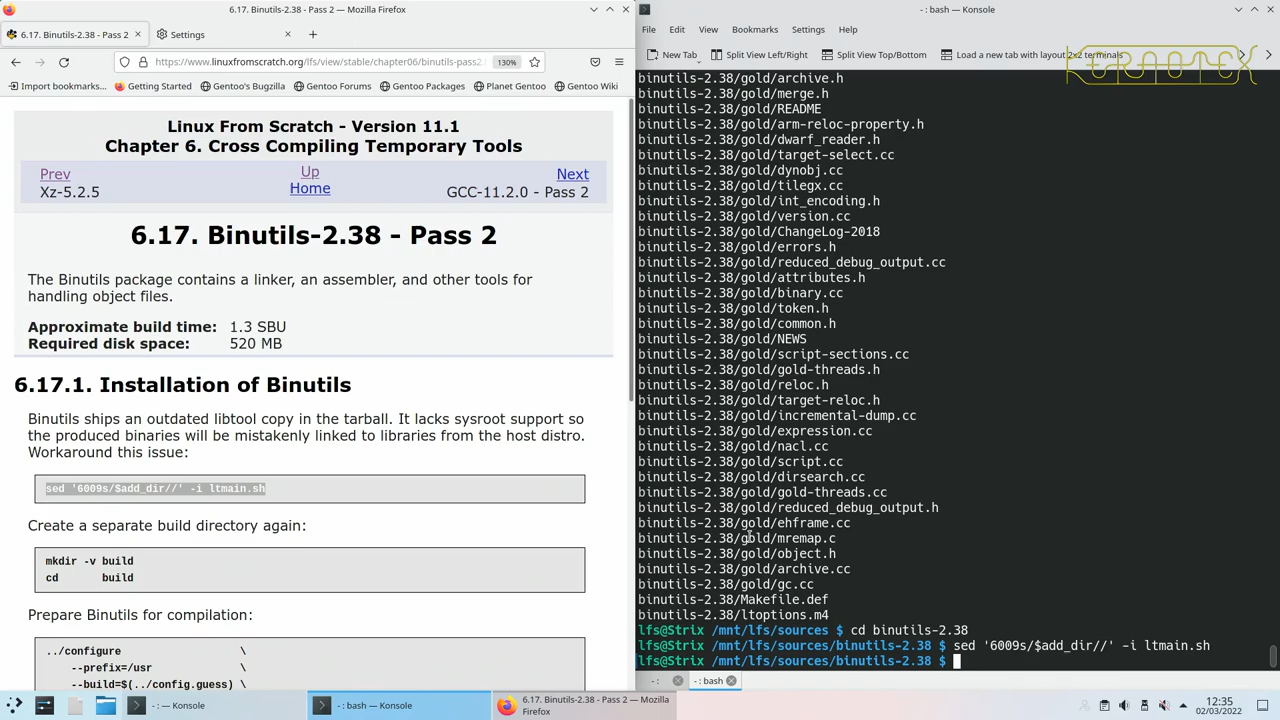 6.17. Binutils-2.38 - Pass 2 — Mozilla Firefox
6.17. Binutils-2.38 - Pass 2
Settings
https://www.linuxfromscratch.org/lfs/view/stable/chapter06/binutils-pass2.
130%
Import bookmarks...
Getting Started
Gentoo's Bugzilla
Gentoo Forums
Gentoo Packages
Planet Gentoo
Gentoo Wiki
Linux From Scratch - Version 11.1
Chapter 6. Cross Compiling Temporary Tools
Prev
Up
Next
Xz-5.2.5
Home
GCC-11.2.0 - Pass 2
6.17. Binutils-2.38 - Pass 2
The Binutils package contains a linker, an assembler, and other tools for
handling object files.
Approximate build time: 1.3 SBU
Required disk space: 520 MB
6.17.1. Installation of Binutils
Binutils ships an outdated libtool copy in the tarball. It lacks sysroot support so
the produced binaries will be mistakenly linked to libraries from the host distro.
Workaround this issue:
sed '6009s/$add_dir//' -i ltmain.sh
Create a separate build directory again:
mkdir -v build
cd build
Prepare Binutils for compilation:
../configure \
--prefix=/usr \
--build=$(../config.guess) \
- : bash — Konsole
File Edit View Bookmarks Settings Help
New Tab
Split View Left/Right
Split View Top/Bottom
Load a new tab with layout 2x2 terminals
KERNOTEX
binutils-2.38/gold/archive.h
binutils-2.38/gold/merge.h
binutils-2.38/gold/README
binutils-2.38/gold/arm-reloc-property.h
binutils-2.38/gold/dwarf_reader.h
binutils-2.38/gold/target-select.cc
binutils-2.38/gold/dynobj.cc
binutils-2.38/gold/tilegx.cc
binutils-2.38/gold/int_encoding.h
binutils-2.38/gold/version.cc
binutils-2.38/gold/ChangeLog-2018
binutils-2.38/gold/errors.h
binutils-2.38/gold/reduced_debug_output.cc
binutils-2.38/gold/attributes.h
binutils-2.38/gold/binary.cc
binutils-2.38/gold/token.h
binutils-2.38/gold/common.h
binutils-2.38/gold/NEWS
binutils-2.38/gold/script-sections.cc
binutils-2.38/gold/gold-threads.h
binutils-2.38/gold/reloc.h
binutils-2.38/gold/target-reloc.h
binutils-2.38/gold/incremental-dump.cc
binutils-2.38/gold/expression.cc
binutils-2.38/gold/nacl.cc
binutils-2.38/gold/script.cc
binutils-2.38/gold/dirsearch.cc
binutils-2.38/gold/gold-threads.cc
binutils-2.38/gold/reduced_debug_output.h
binutils-2.38/gold/ehframe.cc
binutils-2.38/gold/mremap.c
binutils-2.38/gold/object.h
binutils-2.38/gold/archive.cc
binutils-2.38/gold/gc.cc
binutils-2.38/Makefile.def
binutils-2.38/ltoptions.m4
lfs@Strix /mnt/lfs/sources $ cd binutils-2.38
lfs@Strix /mnt/lfs/sources/binutils-2.38 $ sed '6009s/$add_dir//' -i ltmain.sh
lfs@Strix /mnt/lfs/sources/binutils-2.38 $
- :
- : bash
- : — Konsole
- : bash — Konsole
6.17. Binutils-2.38 - Pass 2 — Mozilla
Firefox
12:35
02/03/2022